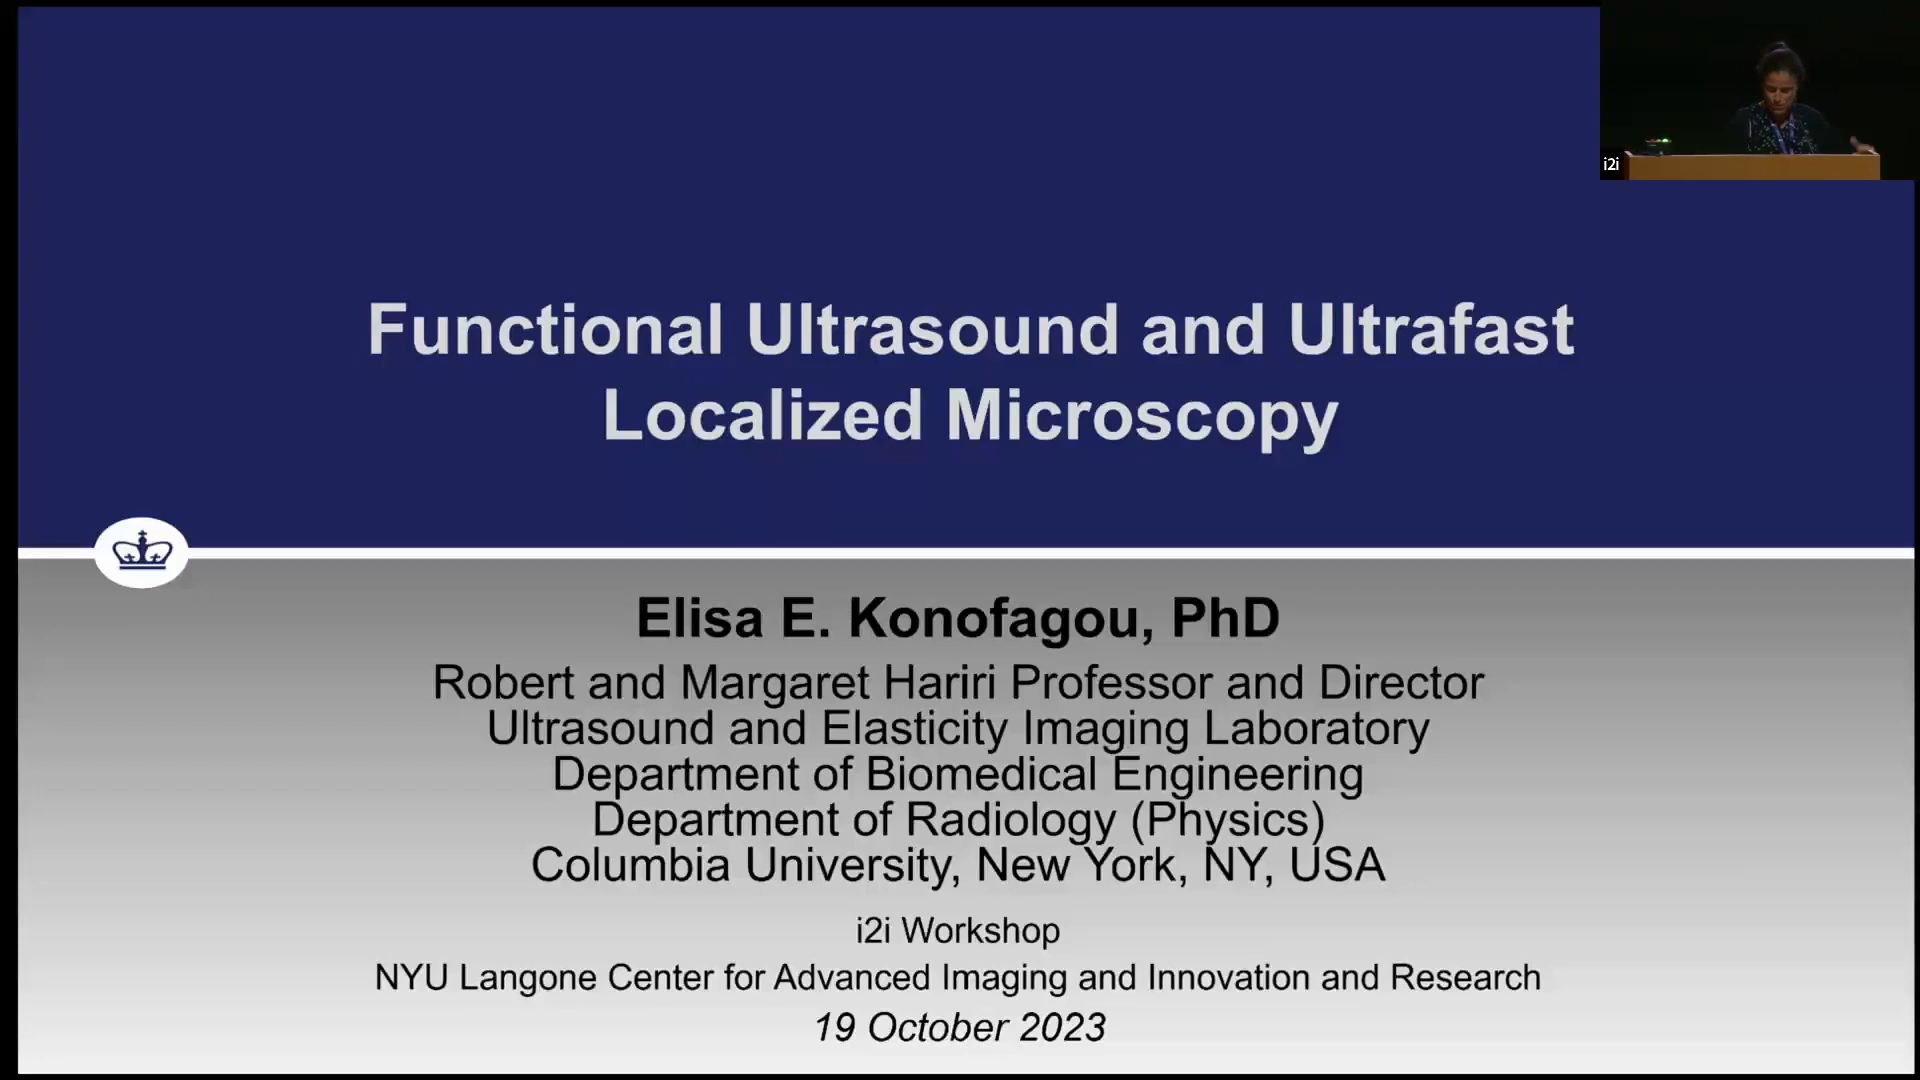 i2i
Functional Ultrasound and Ultrafast
Localized Microscopy
Elisa E. Konofagou, PhD
Robert and Margaret Hariri Professor and Director
Ultrasound and Elasticity Imaging Laboratory
Department of Biomedical Engineering
Department of Radiology (Physics)
Columbia University, New York, NY, USA
i2i Workshop
NYU Langone Center for Advanced Imaging and Innovation and Research
19 October 2023